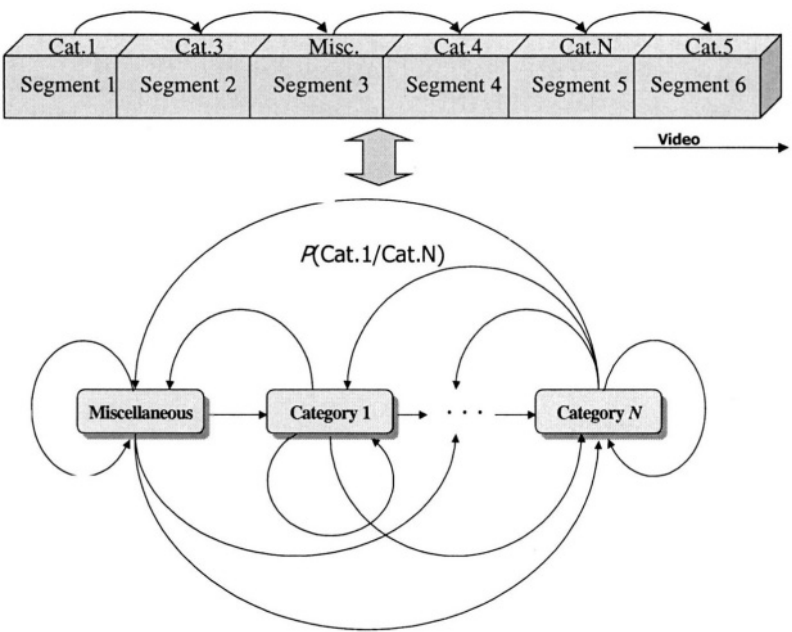 Cat.1 Cat.3 Misc. Cat.4 Cat.N Cat.5
Segment 1 Segment 2 Segment 3 Segment 4 Segment 5 Segment 6
Video
P(Cat.1/Cat.N)
Miscellaneous Category 1 · · · Category N